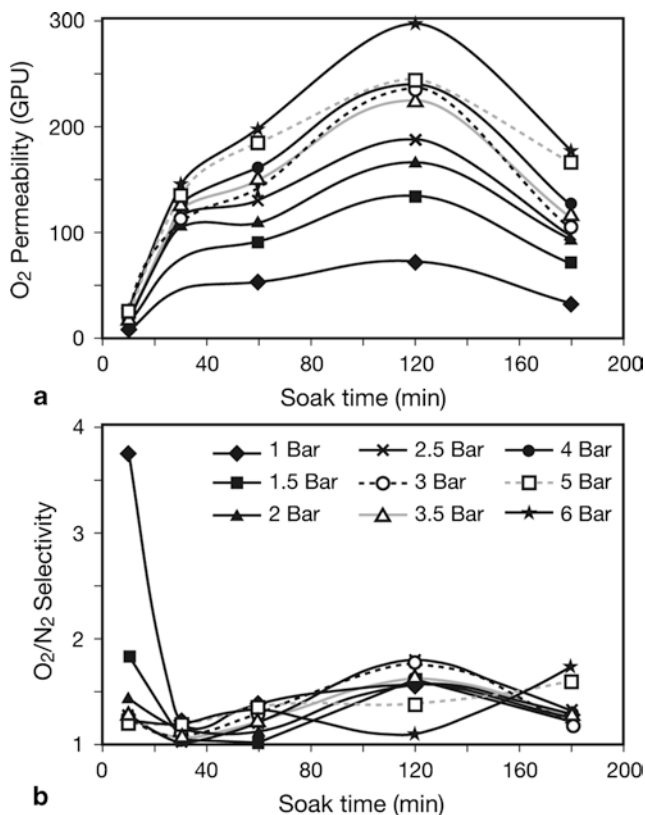 300
200
100
0
O₂ Permeability (GPU)
0 40 80 120 160 200
Soak time (min)
a
4
3
2
1
O₂/N₂ Selectivity
1 Bar 2.5 Bar 4 Bar
1.5 Bar 3 Bar 5 Bar
2 Bar 3.5 Bar 6 Bar
0 40 80 120 160 200
Soak time (min)
b